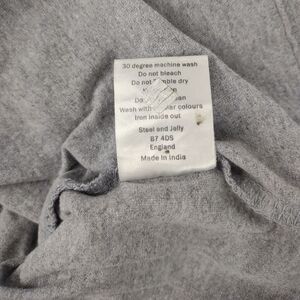 30 degree machine wash
Do not bleach
Do not tumble dry
Do
Wash with colours
Iron inside out
Steel and Jelly
B7 4DS
England
Made In India